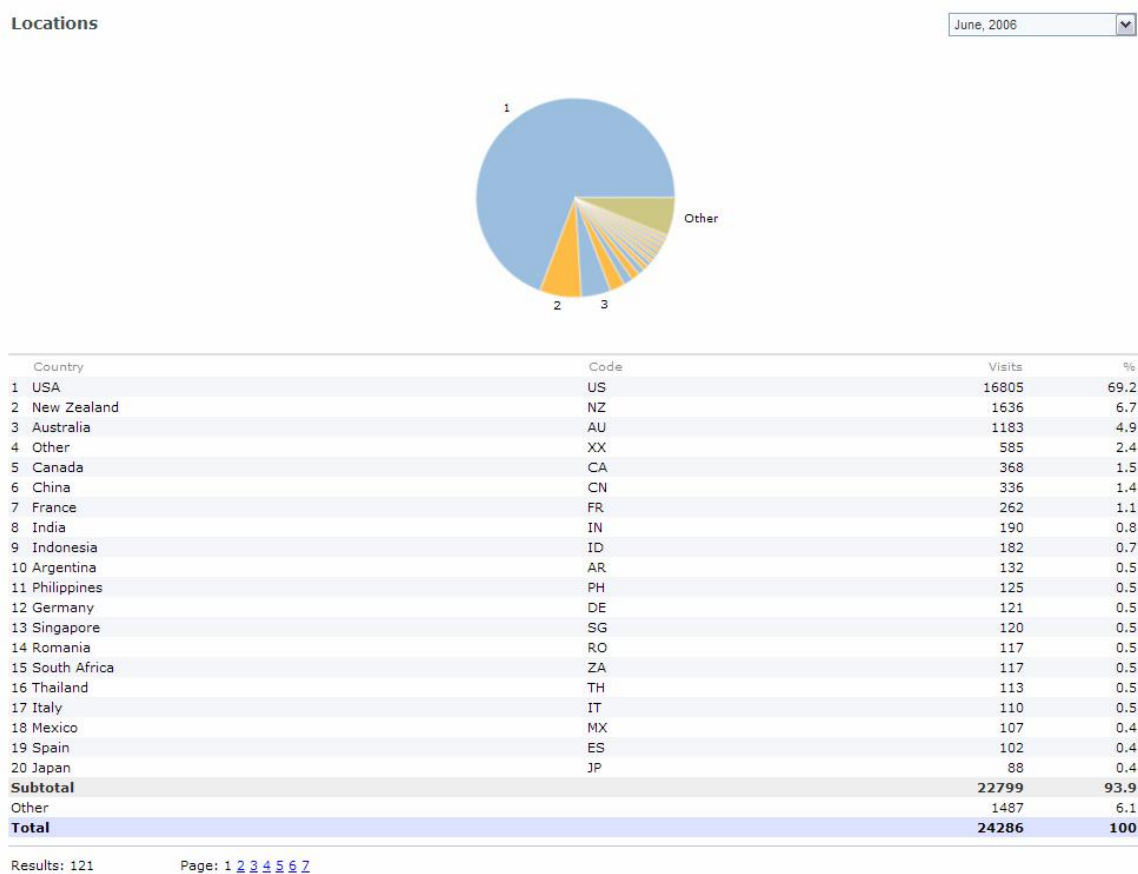 Locations June, 2006
1
Other
2 3
Country Code Visits %
1 USA US 16805 69.2
2 New Zealand NZ 1636 6.7
3 Australia AU 1183 4.9
4 Other XX 585 2.4
5 Canada CA 368 1.5
6 China CN 336 1.4
7 France FR 262 1.1
8 India IN 190 0.8
9 Indonesia ID 182 0.7
10 Argentina AR 132 0.5
11 Philippines PH 125 0.5
12 Germany DE 121 0.5
13 Singapore SG 120 0.5
14 Romania RO 117 0.5
15 South Africa ZA 117 0.5
16 Thailand TH 113 0.5
17 Italy IT 110 0.5
18 Mexico MX 107 0.4
19 Spain ES 102 0.4
20 Japan JP 88 0.4
Subtotal 22799 93.9
Other 1487 6.1
Total 24286 100
Results: 121 Page: 1 2 3 4 5 6 7